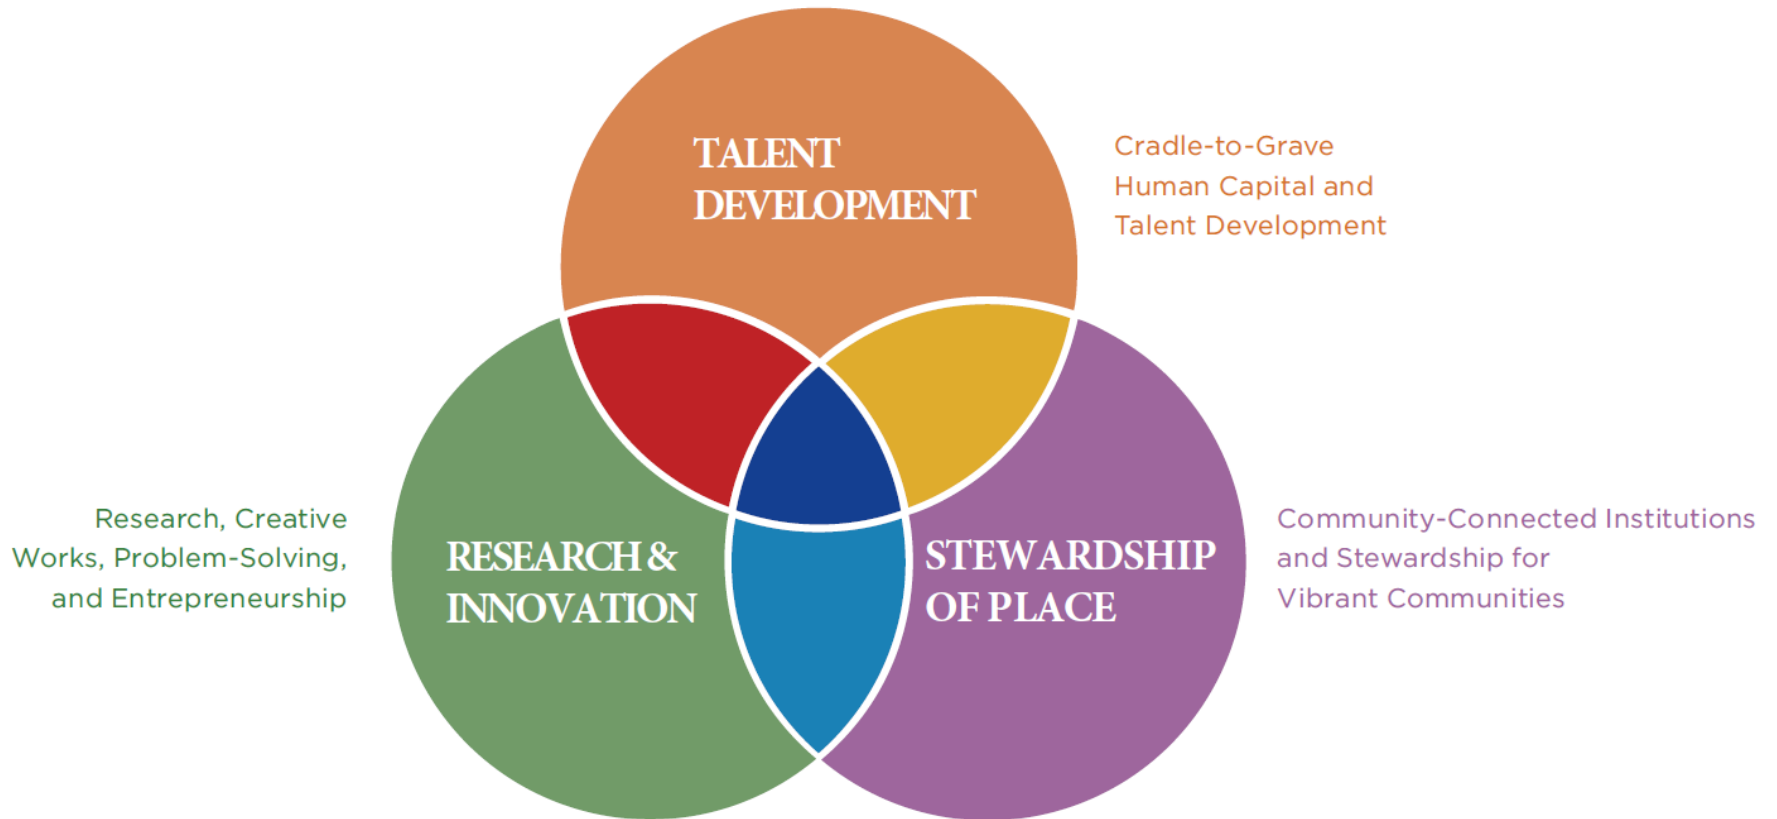 TALENT
DEVELOPMENT
Cradle-to-Grave
Human Capital and
Talent Development
Research, Creative
Works, Problem-Solving,
and Entrepreneurship
RESEARCH &
INNOVATION
STEWARDSHIP
OF PLACE
Community-Connected Institutions
and Stewardship for
Vibrant Communities